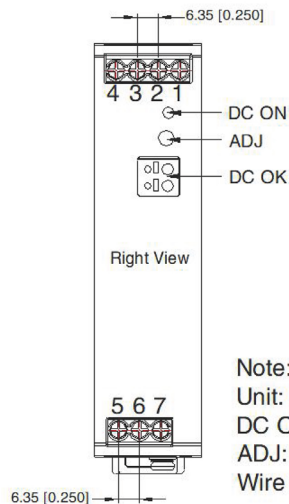 6.35 [0.250]
4 3 2 1
DC ON
ADJ
DC OK
Right View
5 6 7
6.35 [0.250]
Note:
Unit:
DC
ADJ:
Wire